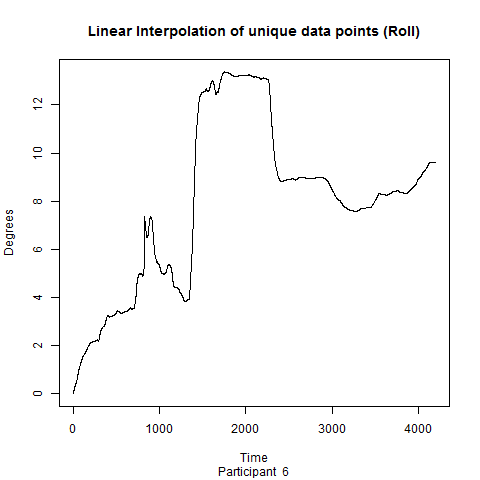 Linear Interpolation of unique data points (Roll)
Degrees
12
10
8
6
4
2
0
0 1000 2000 3000 4000
Time
Participant 6